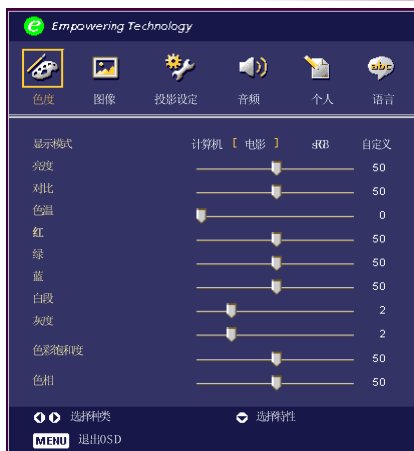 Empowering Technology
色度 图像 投影设定 音频 个人 语言
显示模式 计算机 [ 电影 ] sRGB 自定义
亮度 50
对比 50
色温 0
红 50
绿 50
蓝 50
白段 2
灰度 2
色彩饱和度 50
色相 50
选择种类 选择特性
MENU 退出OSD